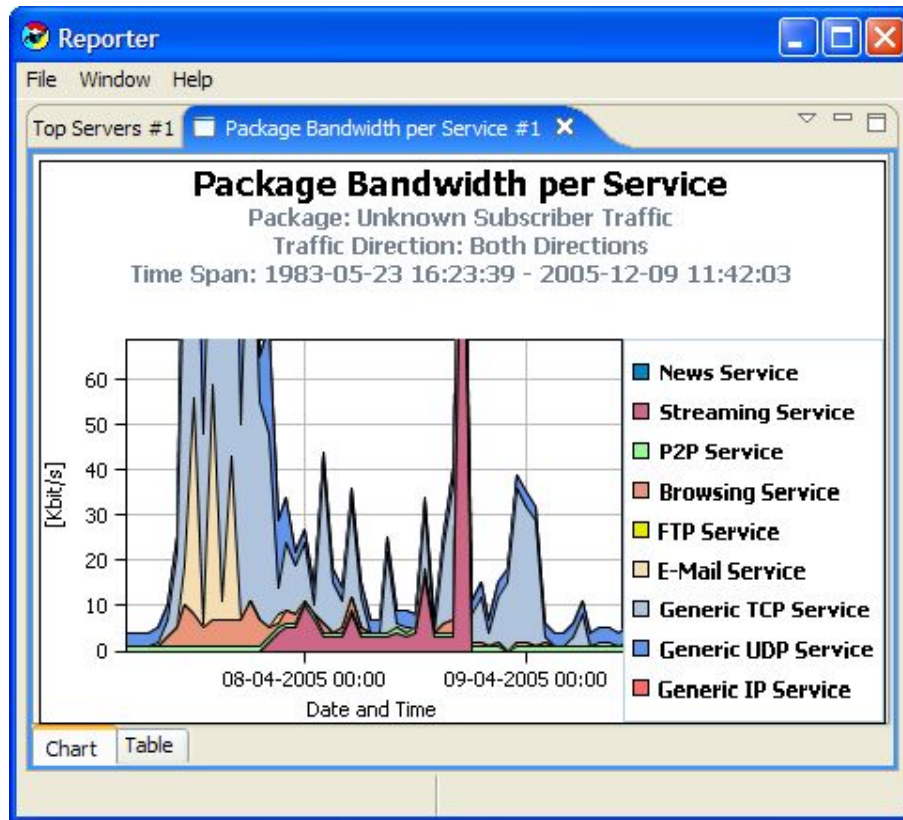 Reporter
File Window Help
Top Servers #1 Package Bandwidth per Service #1
Package Bandwidth per Service
Package: Unknown Subscriber Traffic
Traffic Direction: Both Directions
Time Span: 1983-05-23 16:23:39 - 2005-12-09 11:42:03
60
50
40
30
20
10
0
[Kbit/s]
08-04-2005 00:00 09-04-2005 00:00
Date and Time
News Service
Streaming Service
P2P Service
Browsing Service
FTP Service
E-Mail Service
Generic TCP Service
Generic UDP Service
Generic IP Service
Chart Table